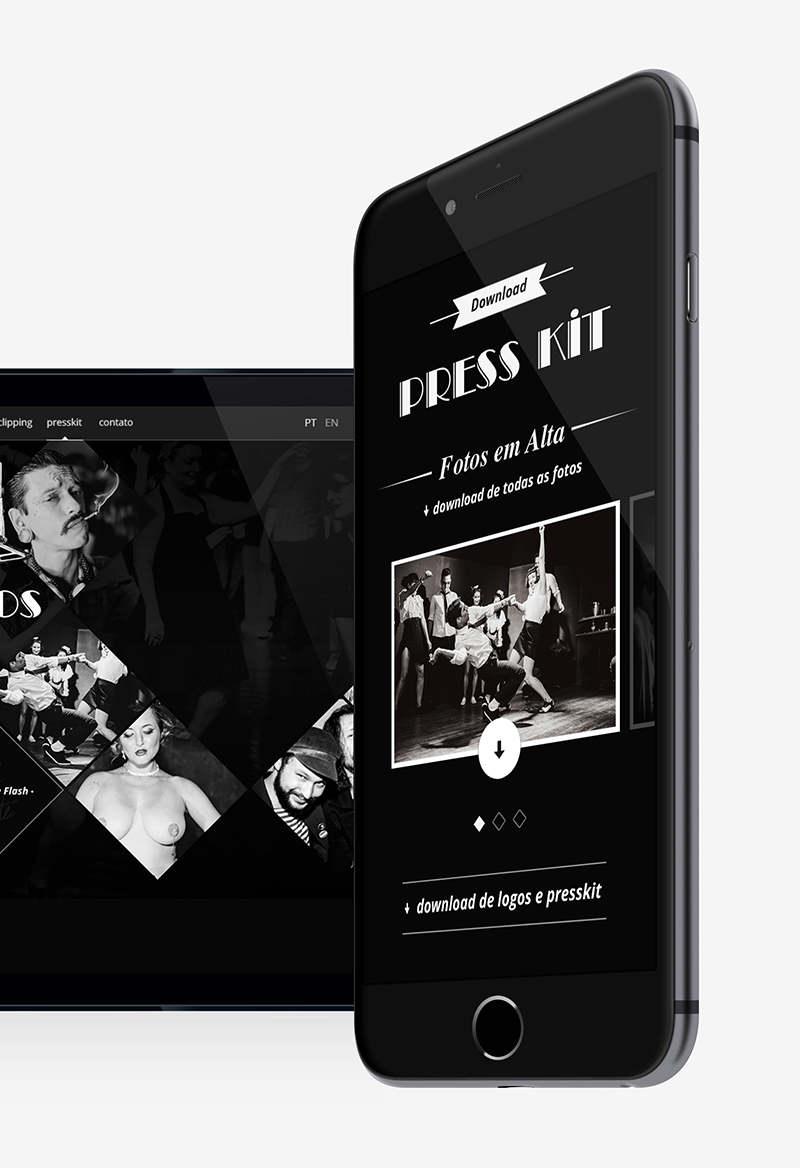 clipping presskit contato PT EN
DS
Flash -
Download
PRESS KiT
Fotos em Alta
download de todas as fotos
download de logos e presskit